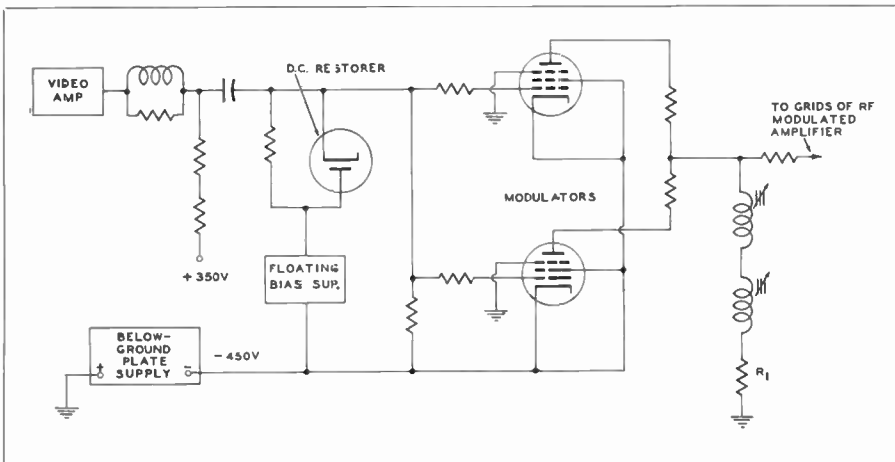 VIDEO
AMP
D.C. RESTORER
TO GRIDS OF RF
MODULATED
AMPLIFIER
MODULATORS
+350V
FLOATING
BIAS SUP.
BELOW-
GROUND
PLATE
SUPPLY
+
-
-450V
R1